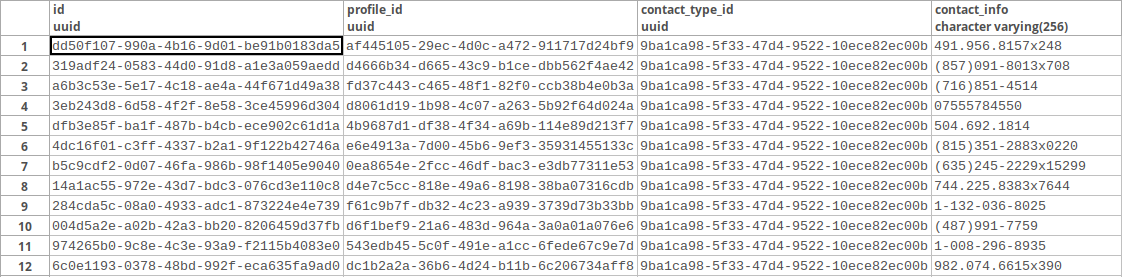 id profile_id contact_type_id contact_info
uuid uuid uuid character varying(256)
1 dd50f107-990a-4b16-9d01-be91b0183da5 af445105-29ec-4d0c-a472-911717d24bf9 9ba1ca98-5f33-47d4-9522-10ece82ec00b 491.956.8157x248
2 319adf24-0583-44d0-91d8-a1e3a059aedd d4666b34-d665-43c9-b1ce-dbb562f4ae42 9ba1ca98-5f33-47d4-9522-10ece82ec00b (857)091-8013x708
3 a6b3c53e-5e17-4c18-ae4a-44f671d49a38 fd37c443-c465-48f1-82f0-ccb38b4e0b3a 9ba1ca98-5f33-47d4-9522-10ece82ec00b (716)851-4514
4 3eb243d8-6d58-4f2f-8e58-3ce45996d304 d8061d19-1b98-4c07-a263-5b92f64d024a 9ba1ca98-5f33-47d4-9522-10ece82ec00b 07555784550
5 dfb3e85f-ba1f-487b-b4cb-ece902c61d1a 4b9687d1-df38-4f34-a69b-114e89d213f7 9ba1ca98-5f33-47d4-9522-10ece82ec00b 504.692.1814
6 4dc16f01-c3ff-4337-b2a1-9f122b42746a e6e4913a-7d00-45b6-9ef3-35931455133c 9ba1ca98-5f33-47d4-9522-10ece82ec00b (815)351-2883x0220
7 b5c9cdf2-0d07-46fa-986b-98f1405e9040 0ea8654e-2fcc-46df-bac3-e3db77311e53 9ba1ca98-5f33-47d4-9522-10ece82ec00b (635)245-2229x15299
8 14a1ac55-972e-43d7-bdc3-076cd3e110c8 d4e7c5cc-818e-49a6-8198-38ba07316cdb 9ba1ca98-5f33-47d4-9522-10ece82ec00b 744.225.8383x7644
9 284cda5c-08a0-4933-adc1-873224e4e739 f61c9b7f-db32-4c23-a939-3739d73b33bb 9ba1ca98-5f33-47d4-9522-10ece82ec00b 1-132-036-8025
10 004d5a2e-a02b-42a3-bb20-8206459d37fb d6f1bef9-21a6-483d-964a-3a0a01a076e6 9ba1ca98-5f33-47d4-9522-10ece82ec00b (487)991-7759
11 974265b0-9c8e-4c3e-93a9-f2115b4083e0 543edb45-5c0f-491e-a1cc-6fede67c9e7d 9ba1ca98-5f33-47d4-9522-10ece82ec00b 1-008-296-8935
12 6c0e1193-0378-48bd-992f-eca635fa9ad0 dc1b2a2a-36b6-4d24-b11b-6c206734aff8 9ba1ca98-5f33-47d4-9522-10ece82ec00b 982.074.6615x390